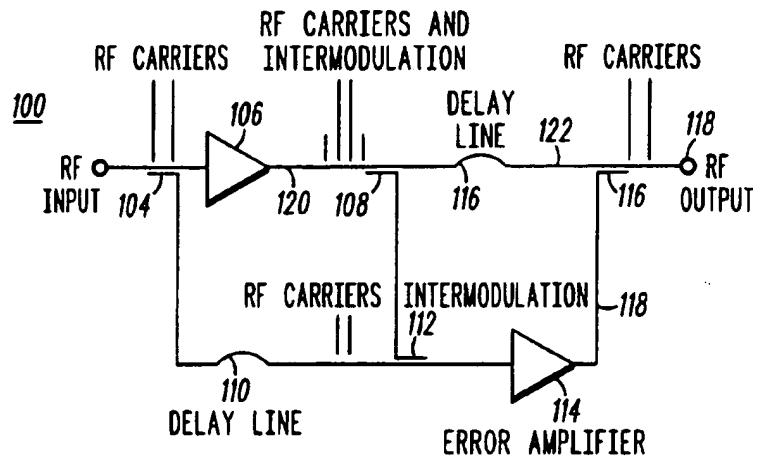 RF CARRIERS AND
INTERMODULATION
RF CARRIERS
RF CARRIERS
100
106
DELAY
LINE
122
118
RF
INPUT
104
120
108
116
116
RF
OUTPUT
RF CARRIERS
INTERMODULATION
112
118
110
DELAY LINE
114
ERROR AMPLIFIER